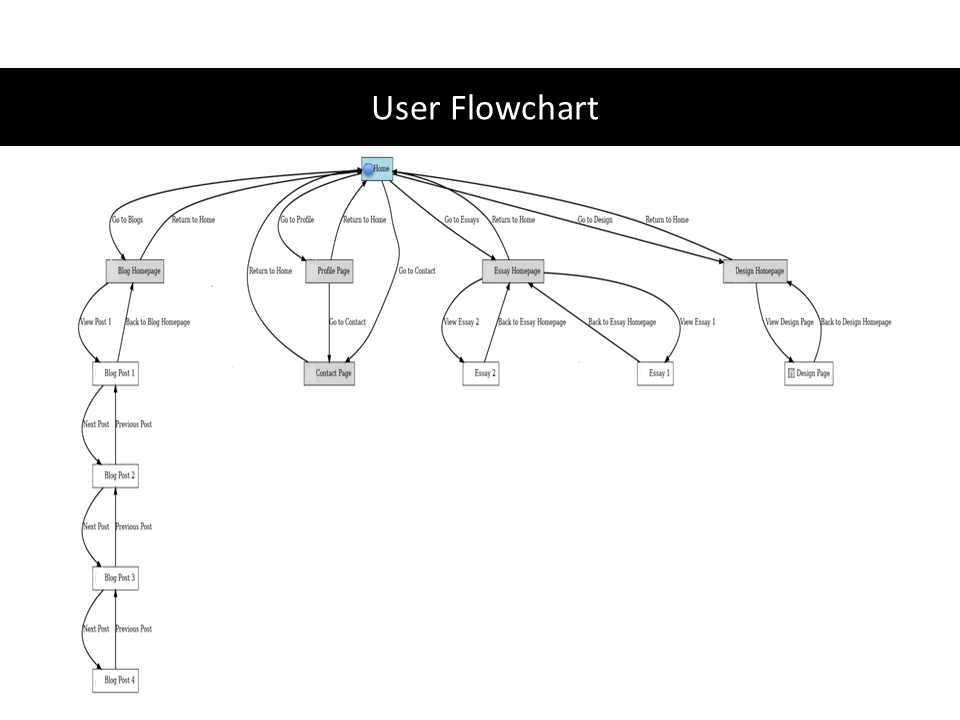 User Flowchart
Home
Go to Blogs
Return to Home
Go to Profile
Return to Home
Go to Essays
Return to Home
Go to Design
Return to Home
Blog Homepage
Return to Home
Profile Page
Go to Contact
Essay Homepage
Design Homepage
View Post 1
Back to Blog Homepage
Go to Contact
View Essay 2
Back to Essay Homepage
Back to Essay Homepage
View Essay 1
View Design Page
Back to Design Homepage
Blog Post 1
Contact Page
Essay 2
Essay 1
Design Page
Next Post
Previous Post
Blog Post 2
Next Post
Previous Post
Blog Post 3
Next Post
Previous Post
Blog Post 4